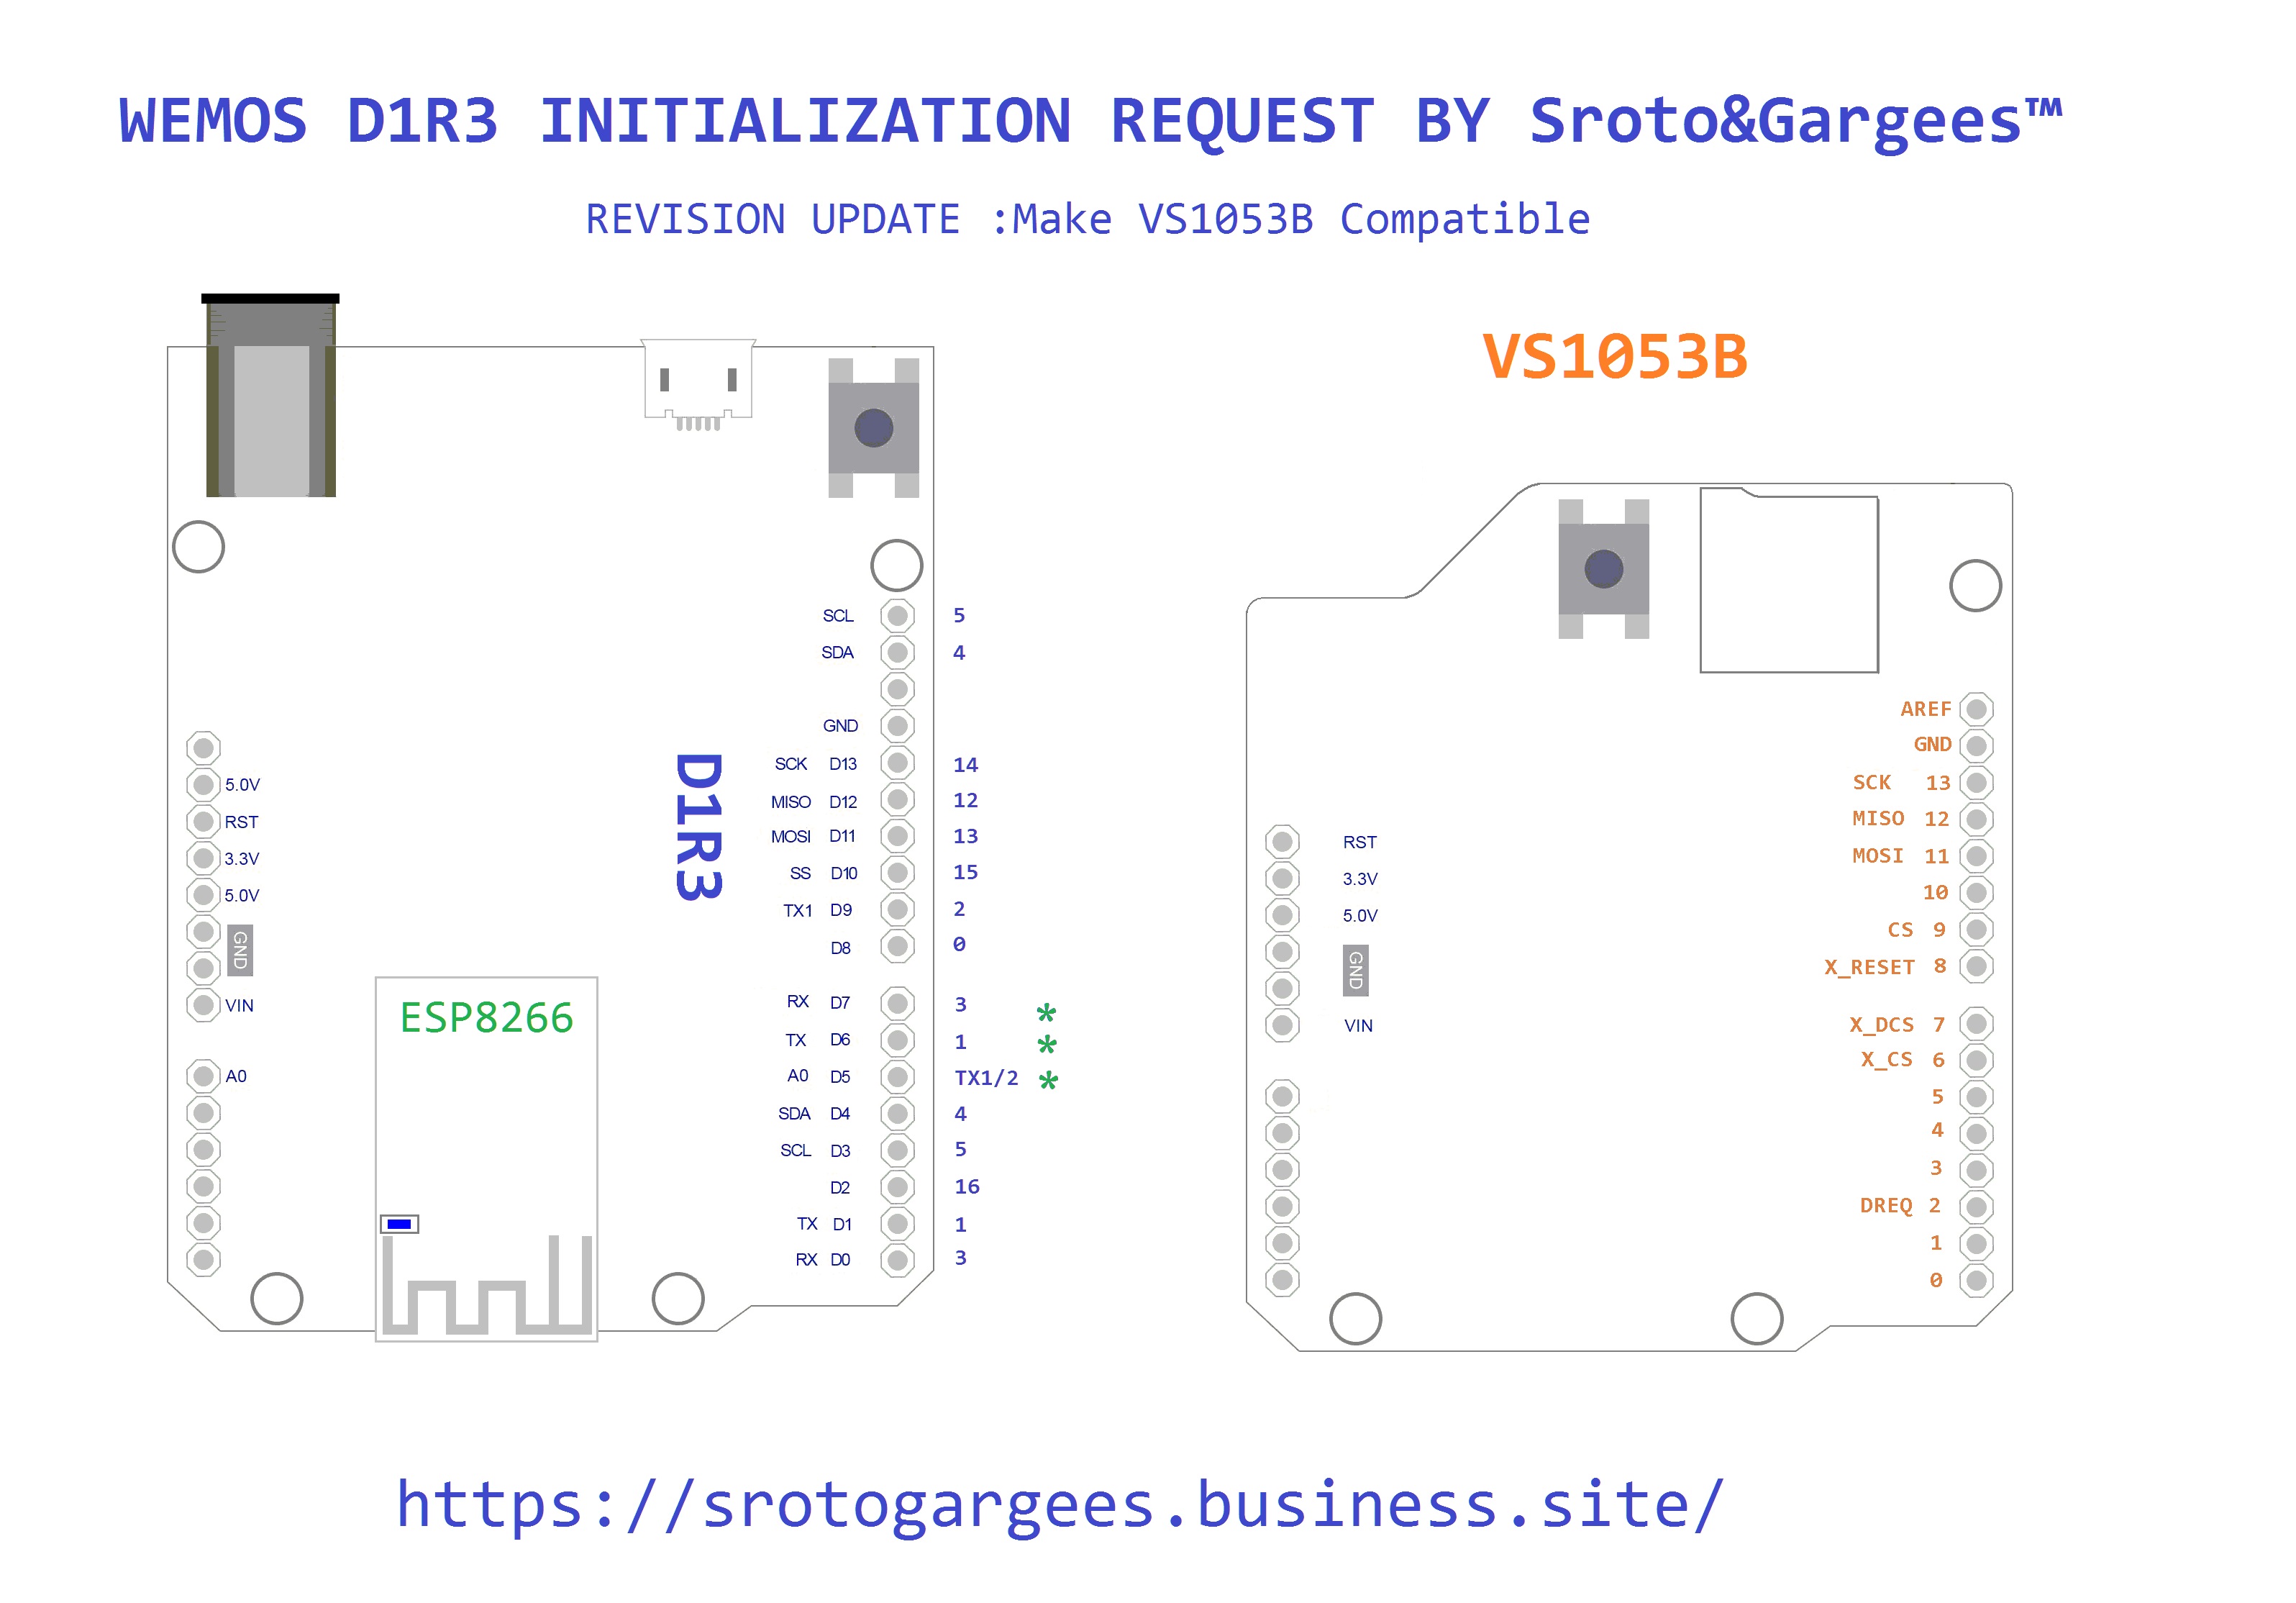 WEMOS D1R3 INITIALIZATION REQUEST BY Sroto&Gargees™
REVISION UPDATE :Make VS1053B Compatible
VS1053B
SCL 5
SDA 4
GND
SCK D13 14
MISO D12 12
MOSI D11 13
SS D10 15
TX1 D9 2
D8 0
RX D7 3 *
TX D6 1 *
A0 D5 TX1/2 *
SDA D4 4
SCL D3 5
D2 16
TX D1 1
RX D0 3
5.0V
RST
3.3V
5.0V
GND
VIN
A0
D1R3
ESP8266
RST
3.3V
5.0V
GND
VIN
AREF
GND
SCK 13
MISO 12
MOSI 11
10
CS 9
X_RESET 8
X_DCS 7
X_CS 6
5
4
3
DREQ 2
1
0
https://srotogargees.business.site/